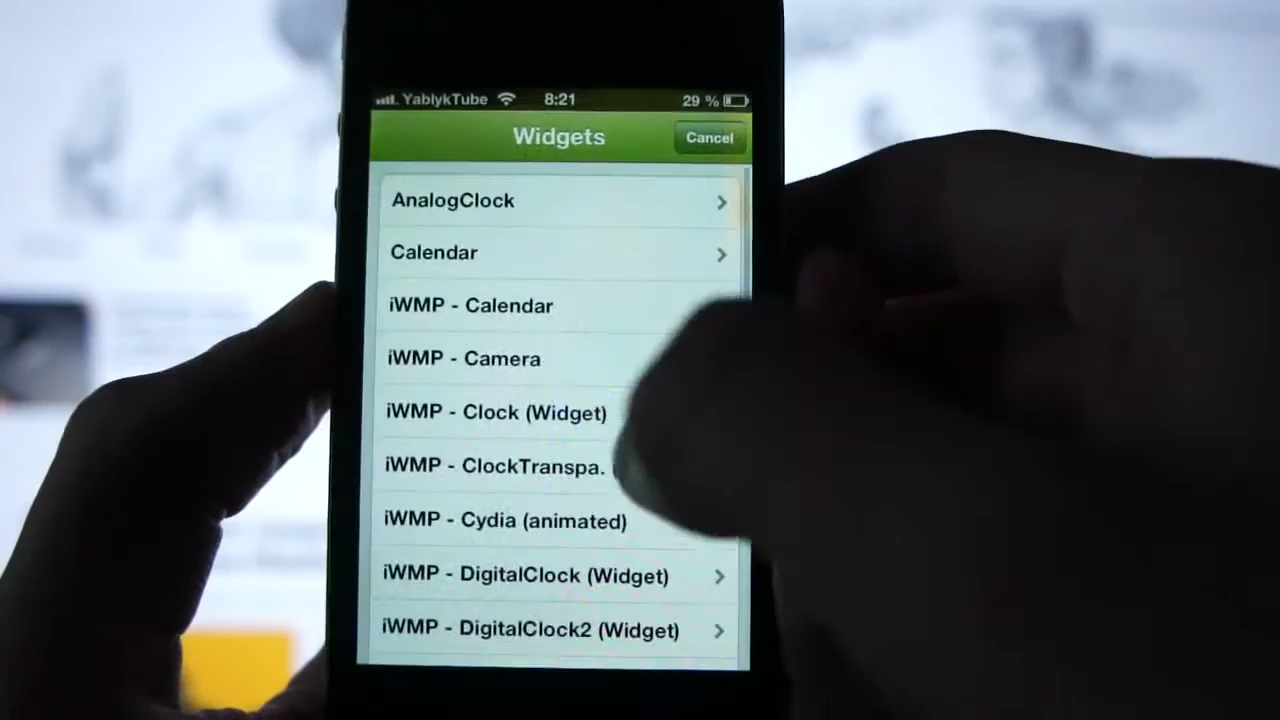 YablykTube 8:21 29 %
Widgets Cancel
AnalogClock
Calendar
iWMP - Calendar
iWMP - Camera
iWMP - Clock (Widget)
iWMP - ClockTranspa.
iWMP - Cydia (animated)
iWMP - DigitalClock (Widget)
iWMP - DigitalClock2 (Widget)